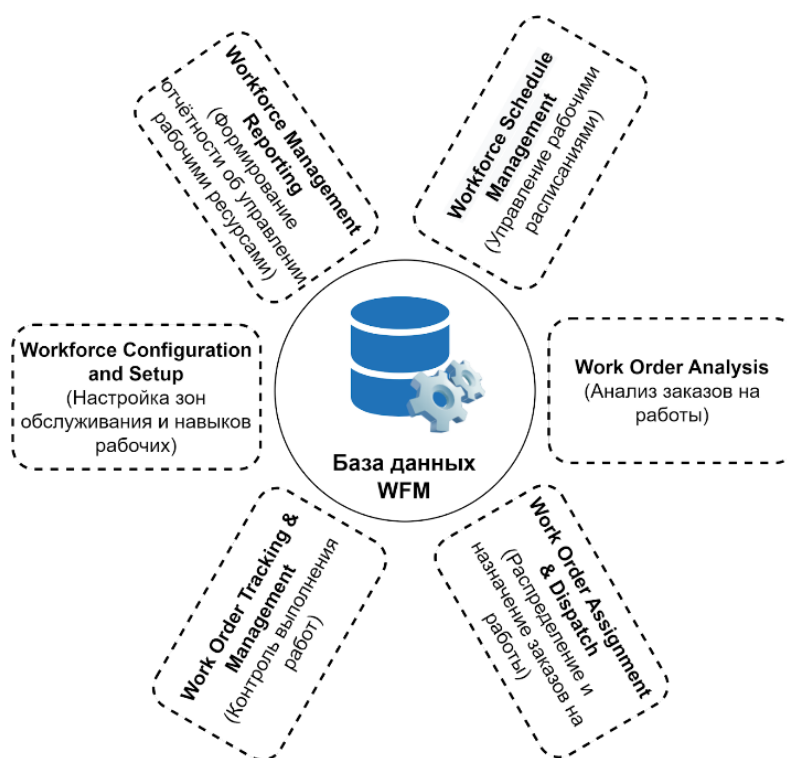 Workforce Management
Reporting
(Формирование
отчётности об управлении
рабочими ресурсами)
Workforce Schedule
Management
(Управление рабочими
расписаниями)
Workforce Configuration
and Setup
(Настройка зон
обслуживания и навыков
рабочих)
База данных
WFM
Work Order Analysis
(Анализ заказов на
работы)
Work Order Tracking &
Management
(Контроль выполнения
работ)
Work Order Assignment
& Dispatch
(Распределение и
назначение заказов на
работы)